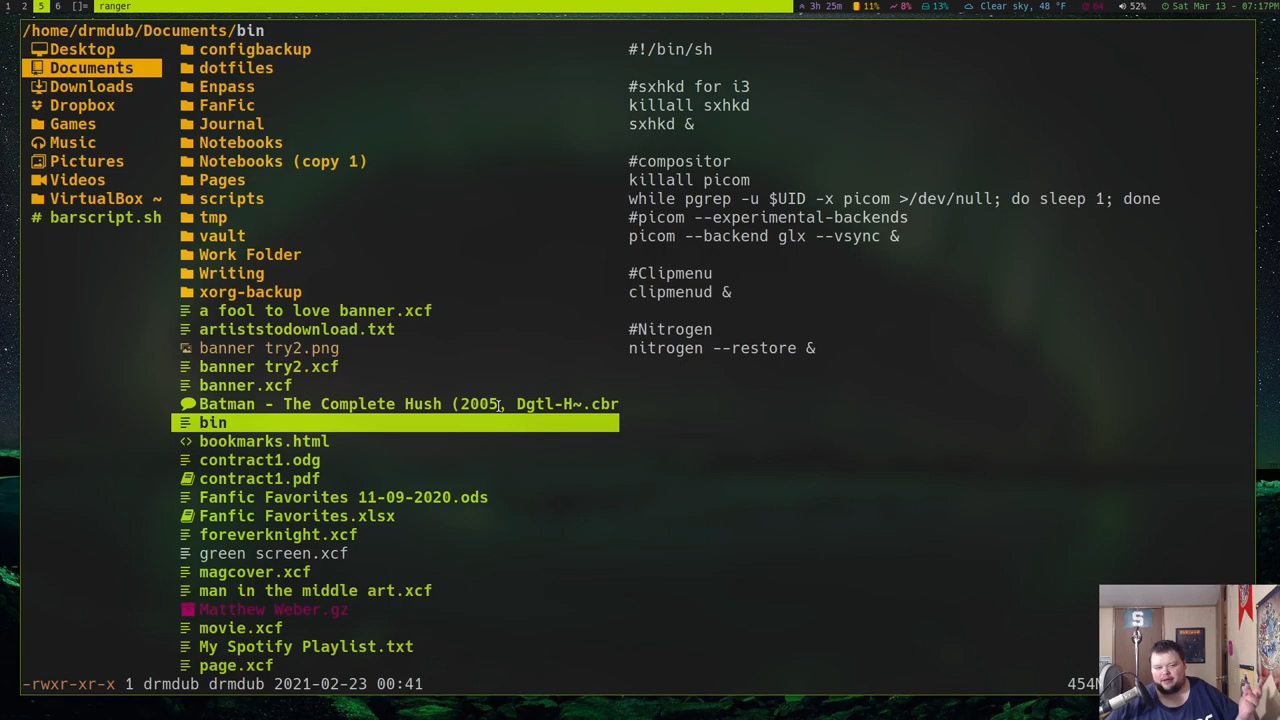 1 2 5 6 []= ranger 3h 25m 11% 8% 13% Clear sky, 48 °F 84 52% Sat Mar 13 - 07:17PM
/home/drmdub/Documents/bin
Desktop
Documents
Downloads
Dropbox
Games
Music
Pictures
Videos
VirtualBox ~
# barscript.sh
configbackup
dotfiles
Enpass
FanFic
Journal
Notebooks
Notebooks (copy 1)
Pages
scripts
tmp
vault
Work Folder
Writing
xorg-backup
a fool to love banner.xcf
artiststodownload.txt
banner try2.png
banner try2.xcf
banner.xcf
Batman - The Complete Hush (2005, Dgtl-H~.cbr
bin
bookmarks.html
contract1.odg
contract1.pdf
Fanfic Favorites 11-09-2020.ods
Fanfic Favorites.xlsx
foreverknight.xcf
green screen.xcf
magcover.xcf
man in the middle art.xcf
Matthew Weber.gz
movie.xcf
My Spotify Playlist.txt
page.xcf
#!/bin/sh
#sxhkd for i3
killall sxhkd
sxhkd &
#compositor
killall picom
while pgrep -u $UID -x picom >/dev/null; do sleep 1; done
#picom --experimental-backends
picom --backend glx --vsync &
#Clipmenu
clipmenud &
#Nitrogen
nitrogen --restore &
-rwxr-xr-x 1 drmdub drmdub 2021-02-23 00:41
S